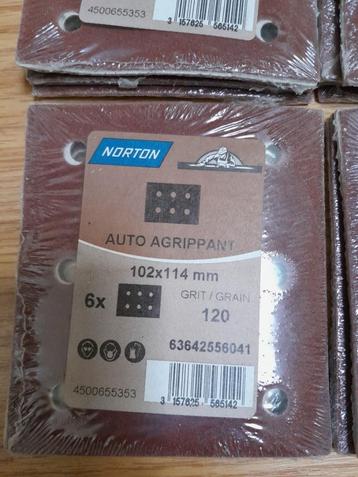 4500655353
3 157625 565142
NORTON
AUTO AGRIPPANT
102x114 mm
6x
GRIT / GRAIN
120
63642556041
4500655353
3 157625 565142